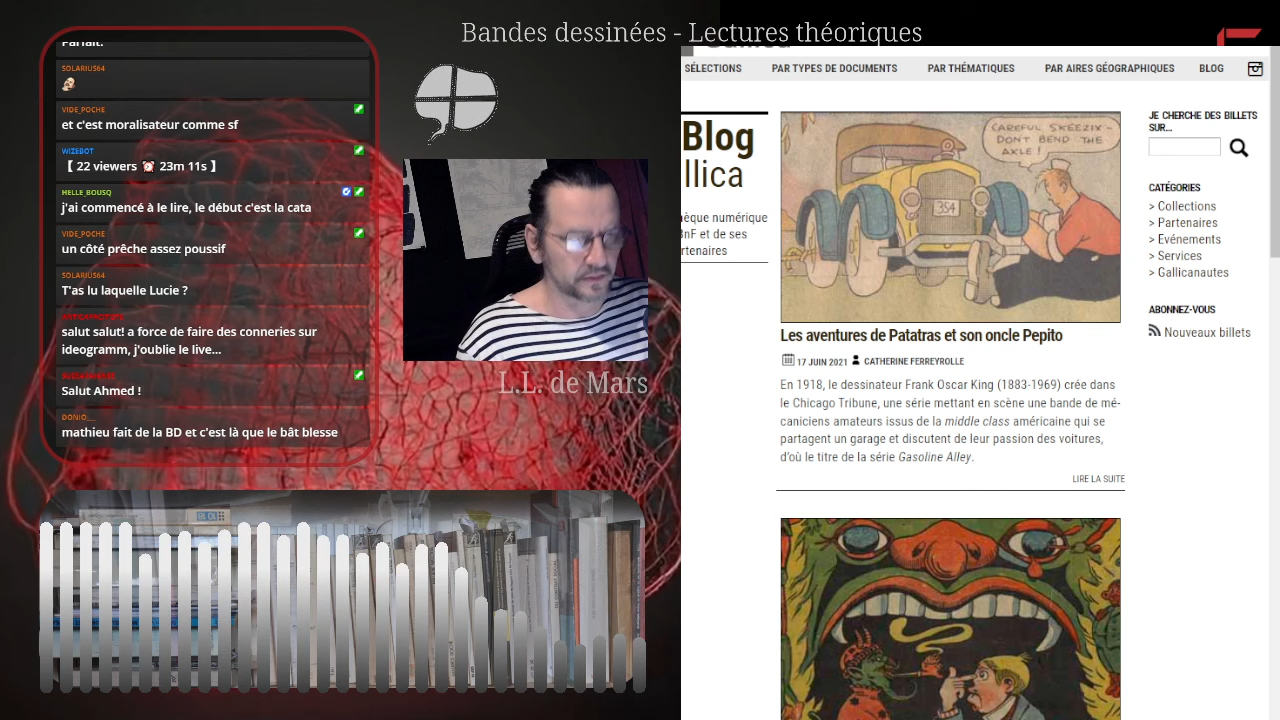 Bandes dessinées - Lectures théoriques
Parfait.
SOLARIUS64
VIDE_POCHE
et c'est moralisateur comme sf
WIZEBOT
【 22 viewers ⏰ 23m 11s 】
HELLE_BOUSQ
j'ai commencé à le lire, le début c'est la cata
VIDE_POCHE
un côté prêche assez poussif
SOLARIUS64
T'as lu laquelle Lucie ?
salut salut! a force de faire des conneries sur
ideogramm, j'oublie le live...
Salut Ahmed !
DONIO__
mathieu fait de la BD et c'est là que le bât blesse
L.L. de Mars
SÉLECTIONS
PAR TYPES DE DOCUMENTS
PAR THÉMATIQUES
PAR AIRES GÉOGRAPHIQUES
BLOG
Blog
llica
èque numérique
BnF et de ses
rtenaires
CAREFUL SKEEZIX-
DON'T BEND THE
AXLE!
354
Les aventures de Patatras et son oncle Pepito
17 JUIN 2021 CATHERINE FERREYROLLE
En 1918, le dessinateur Frank Oscar King (1883-1969) crée dans
le Chicago Tribune, une série mettant en scène une bande de mé-
caniciens amateurs issus de la middle class américaine qui se
partagent un garage et discutent de leur passion des voitures,
d'où le titre de la série Gasoline Alley.
LIRE LA SUITE
JE CHERCHE DES BILLETS
SUR...
CATÉGORIES
> Collections
> Partenaires
> Evénements
> Services
> Gallicanautes
ABONNEZ-VOUS
Nouveaux billets